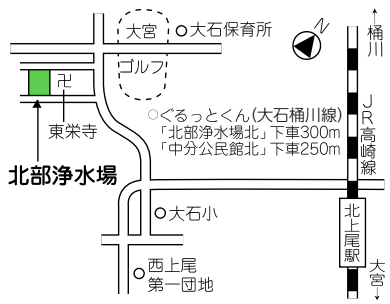 N
↑桶川
大宮ゴルフ
大石保育所
卍
東栄寺
○ぐるっとくん(大石桶川線)
「北部浄水場北」下車300m
「中分公民館北」下車250m
JR高崎線
北部浄水場
大石小
北上尾駅
西上尾
第一団地
大宮↓